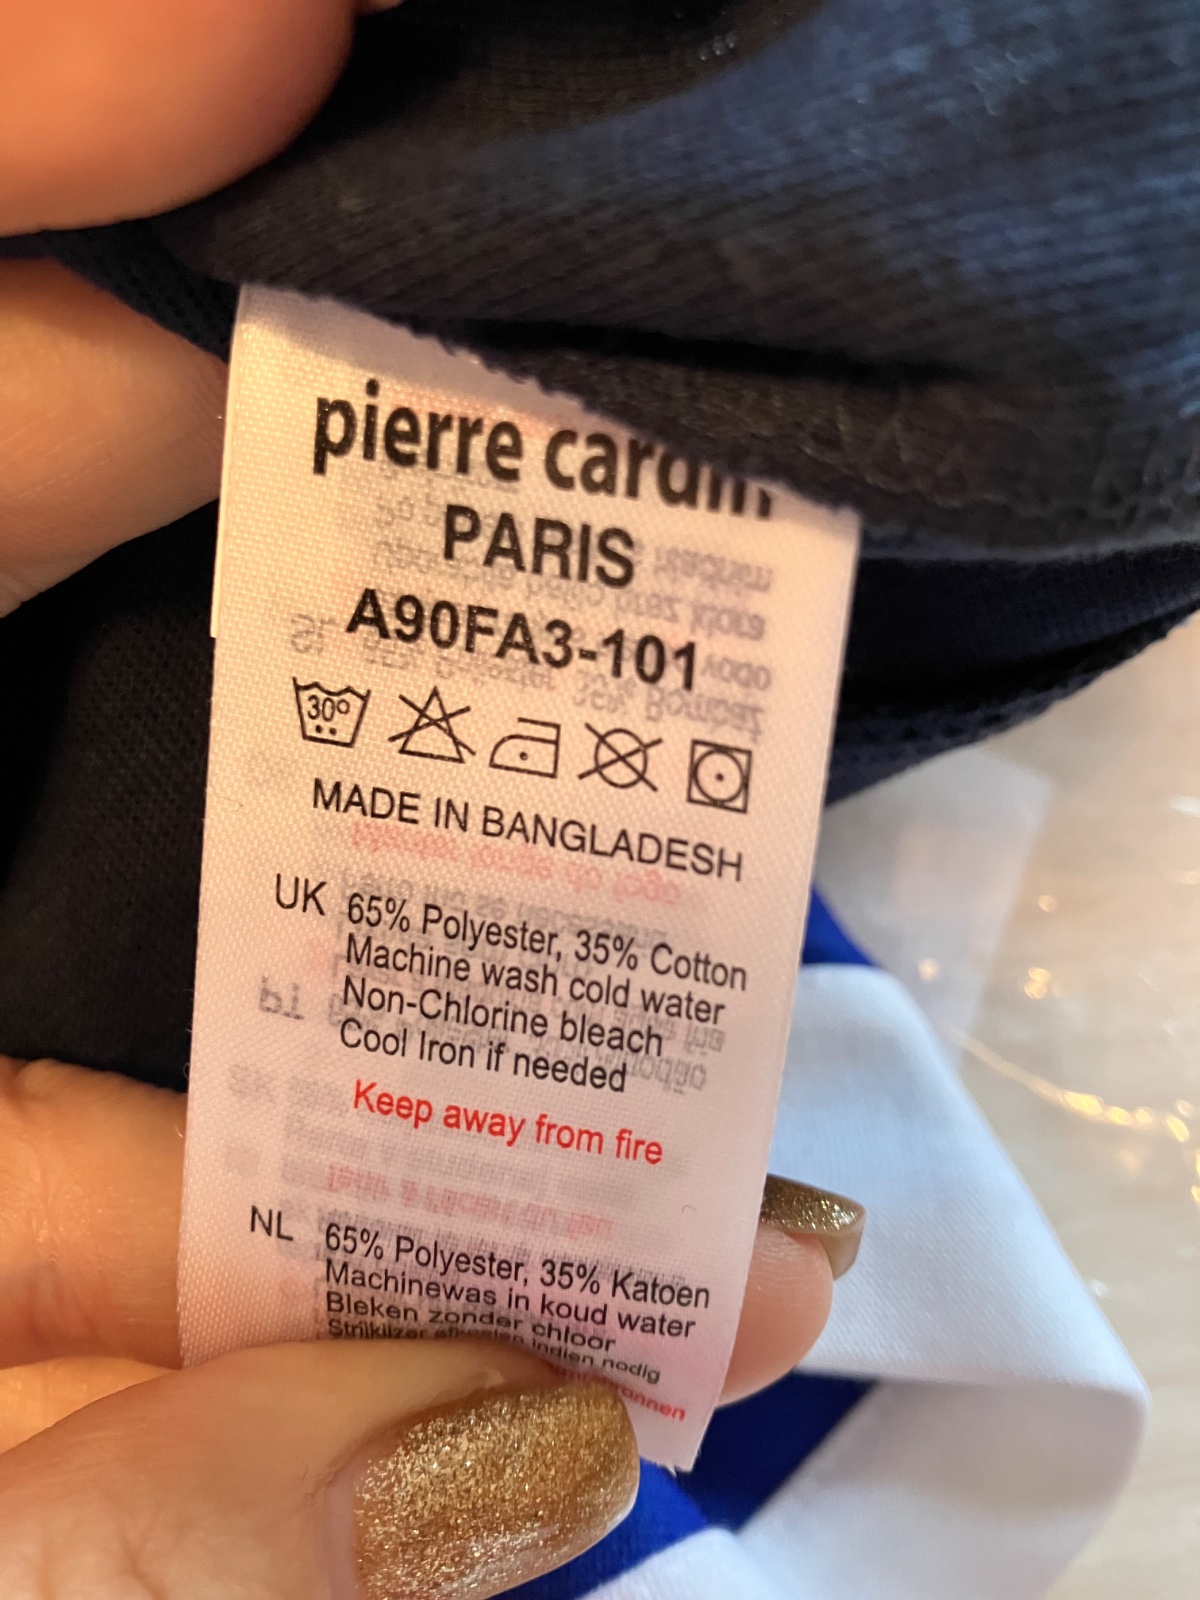 pierre cardin
PARIS
A90FA3-101
30°
MADE IN BANGLADESH
UK 65% Polyester, 35% Cotton
Machine wash cold water
Non-Chlorine bleach
Cool Iron if needed
Keep away from fire
NL 65% Polyester, 35% Katoen
Machinewas in koud water
Bleken zonder chloor
indien nodig